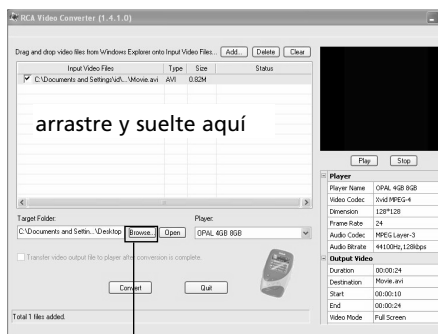 RCA Video Converter (1.4.1.0)
Drag and drop video files from Windows Explorer onto Input Video Files... Add... Delete Clear
Input Video Files Type Size Status
C:\Documents and Settings\id\...\Movie.avi AVI 0.82M
arrastre y suelte aquí
Target Folder: Player:
C:\Documents and Settin...\Desktop Browse... Open OPAL 4GB 8GB
Transfer video output file to player after conversion is complete.
Convert Quit
Total 1 files added.
Play Stop
Player
Player Name OPAL 4GB 8GB
Video Codec Xvid MPEG-4
Dimension 128*128
Frame Rate 24
Audio Codec MPEG Layer-3
Audio Bitrate 44100Hz,128kbps
Output Video
Duration 00:00:24
Destination Movie.avi
Start 00:00:10
End 00:00:24
Video Mode Full Screen